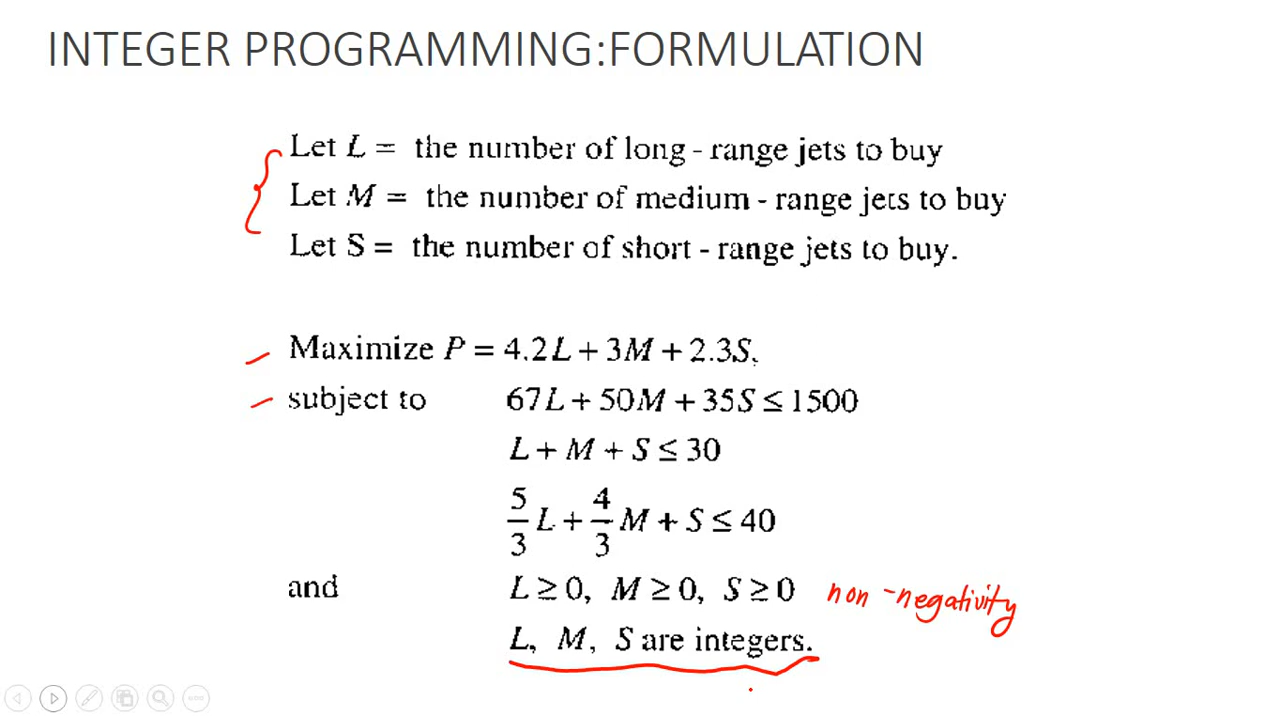 INTEGER PROGRAMMING:FORMULATION
Let L = the number of long - range jets to buy
Let M = the number of medium - range jets to buy
Let S = the number of short - range jets to buy.
Maximize P = 4.2L + 3M + 2.3S,
subject to 67L + 50M + 35S ≤ 1500
L + M + S ≤ 30
5/3 L + 4/3 M + S ≤ 40
and L ≥ 0, M ≥ 0, S ≥ 0 non-negativity
L, M, S are integers.